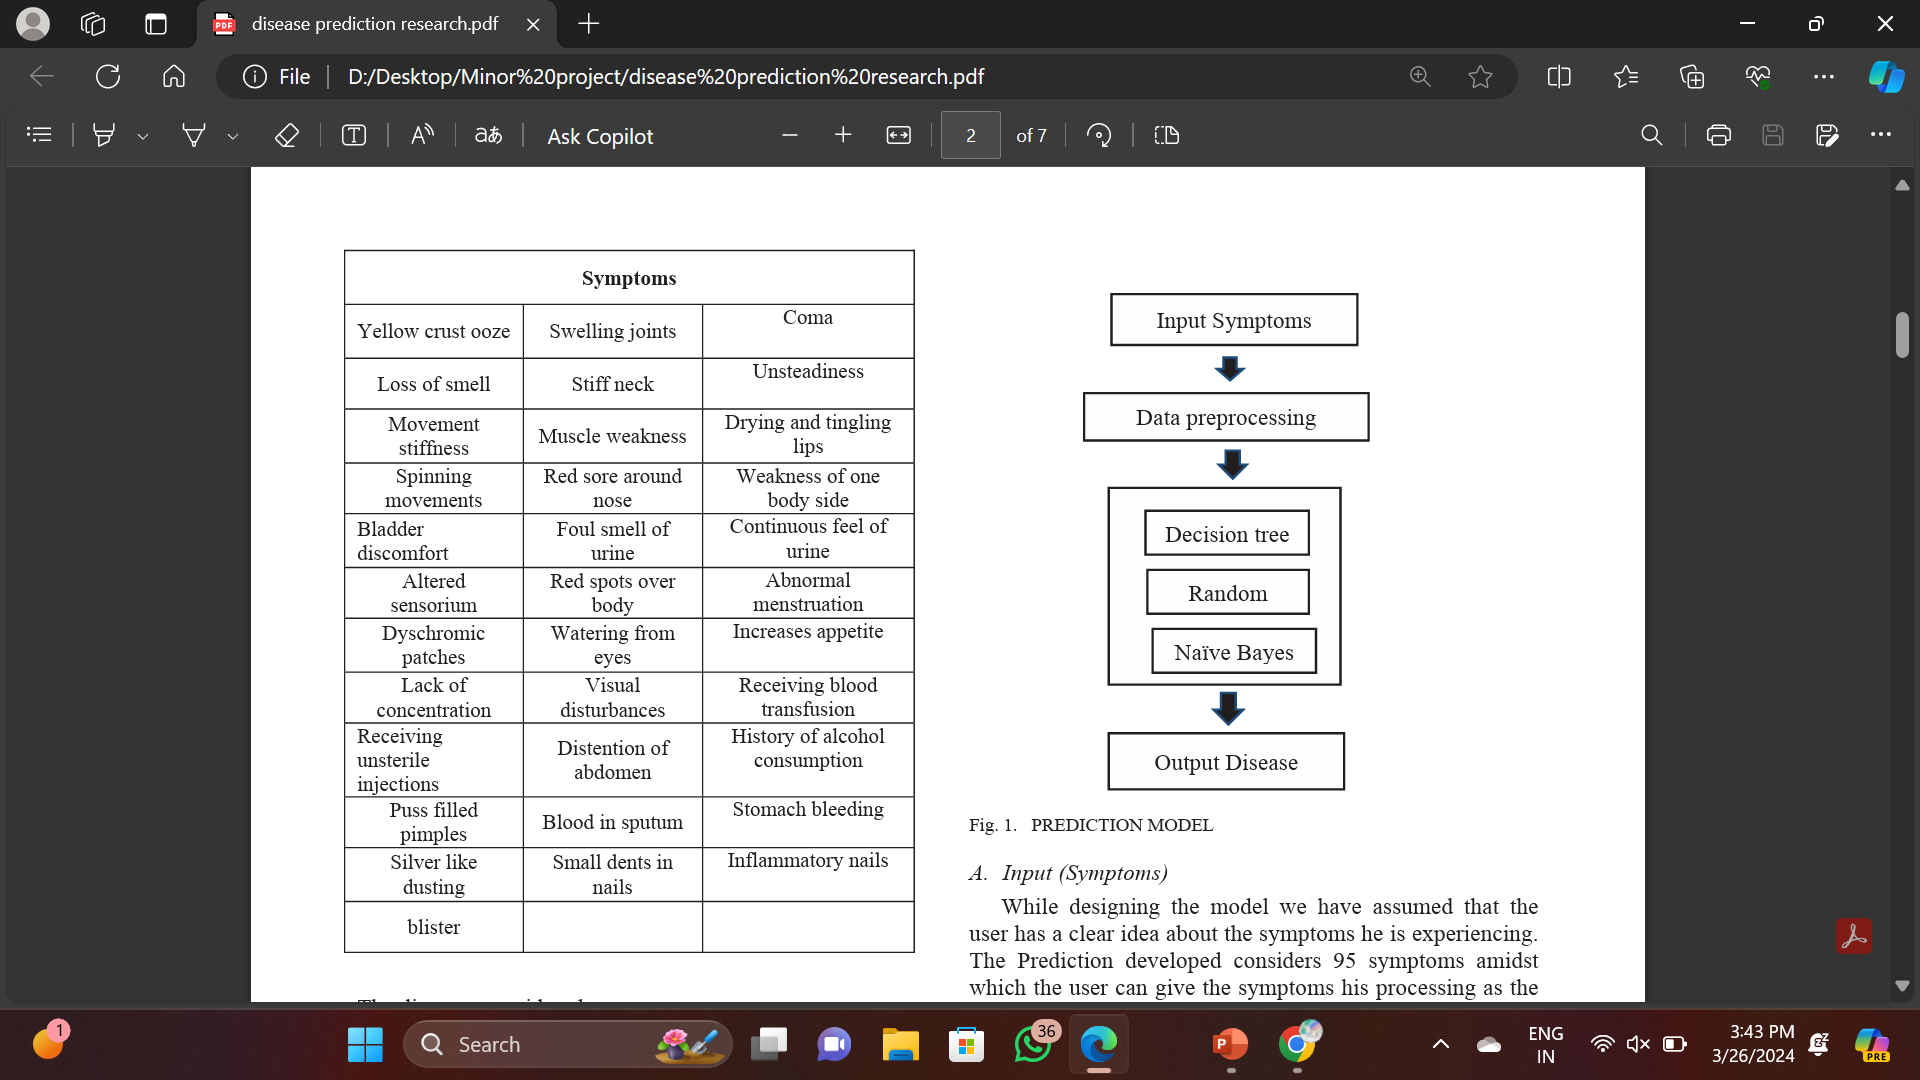 disease prediction research.pdf
File
D:/Desktop/Minor%20project/disease%20prediction%20research.pdf
Ask Copilot
2
of 7
Symptoms
Yellow crust ooze
Swelling joints
Coma
Loss of smell
Stiff neck
Unsteadiness
Movement
stiffness
Muscle weakness
Drying and tingling
lips
Spinning
movements
Red sore around
nose
Weakness of one
body side
Bladder
discomfort
Foul smell of
urine
Continuous feel of
urine
Altered
sensorium
Red spots over
body
Abnormal
menstruation
Dyschromic
patches
Watering from
eyes
Increases appetite
Lack of
concentration
Visual
disturbances
Receiving blood
transfusion
Receiving
unsterile
injections
Distention of
abdomen
History of alcohol
consumption
Puss filled
pimples
Blood in sputum
Stomach bleeding
Silver like
dusting
Small dents in
nails
Inflammatory nails
blister
Input Symptoms
Data preprocessing
Decision tree
Random
Naïve Bayes
Output Disease
Fig. 1. PREDICTION MODEL
A. Input (Symptoms)
While designing the model we have assumed that the
user has a clear idea about the symptoms he is experiencing.
The Prediction developed considers 95 symptoms amidst
which the user can give the symptoms his processing as the
1
Search
36
ENG
IN
3:43 PM
3/26/2024
PRE